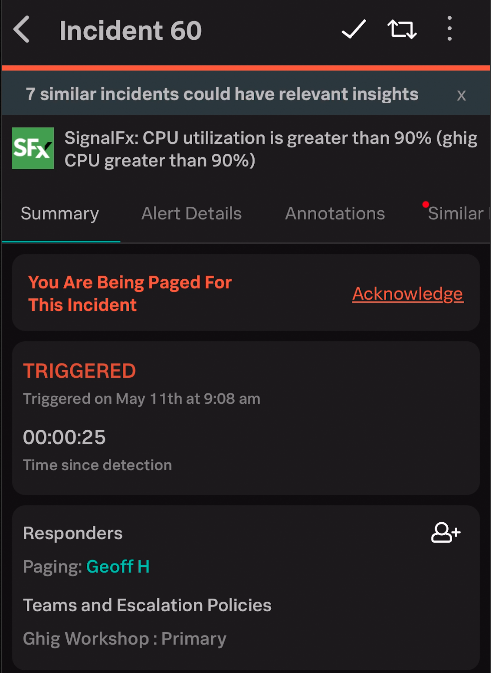 Incident 60
7 similar incidents could have relevant insights
x
SFx
SignalFx: CPU utilization is greater than 90% (ghig
CPU greater than 90%)
Summary
Alert Details
Annotations
Similar
You Are Being Paged For
This Incident
Acknowledge
TRIGGERED
Triggered on May 11th at 9:08 am
00:00:25
Time since detection
Responders
Paging: Geoff H
Teams and Escalation Policies
Ghig Workshop : Primary